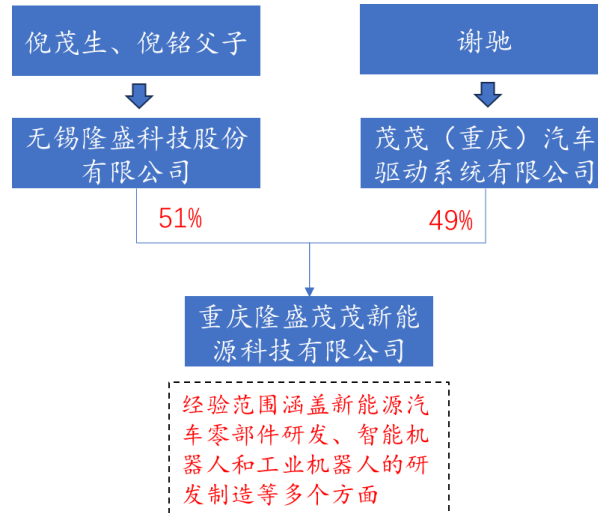 倪茂生、倪铭父子
谢驰
无锡隆盛科技股份
有限公司
茂茂（重庆）汽车
驱动系统有限公司
51%
49%
重庆隆盛茂茂新能
源科技有限公司
经验范围涵盖新能源汽
车零部件研发、智能机
器人和工业机器人的研
发制造等多个方面